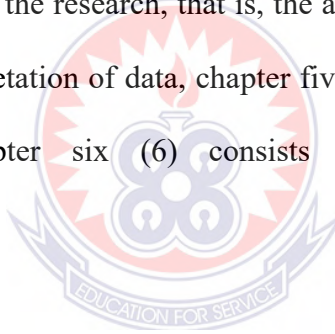 the research, that is, the a
etation of data, chapter fiv
pter six (6) consists
EDUCATION FOR SERVICE